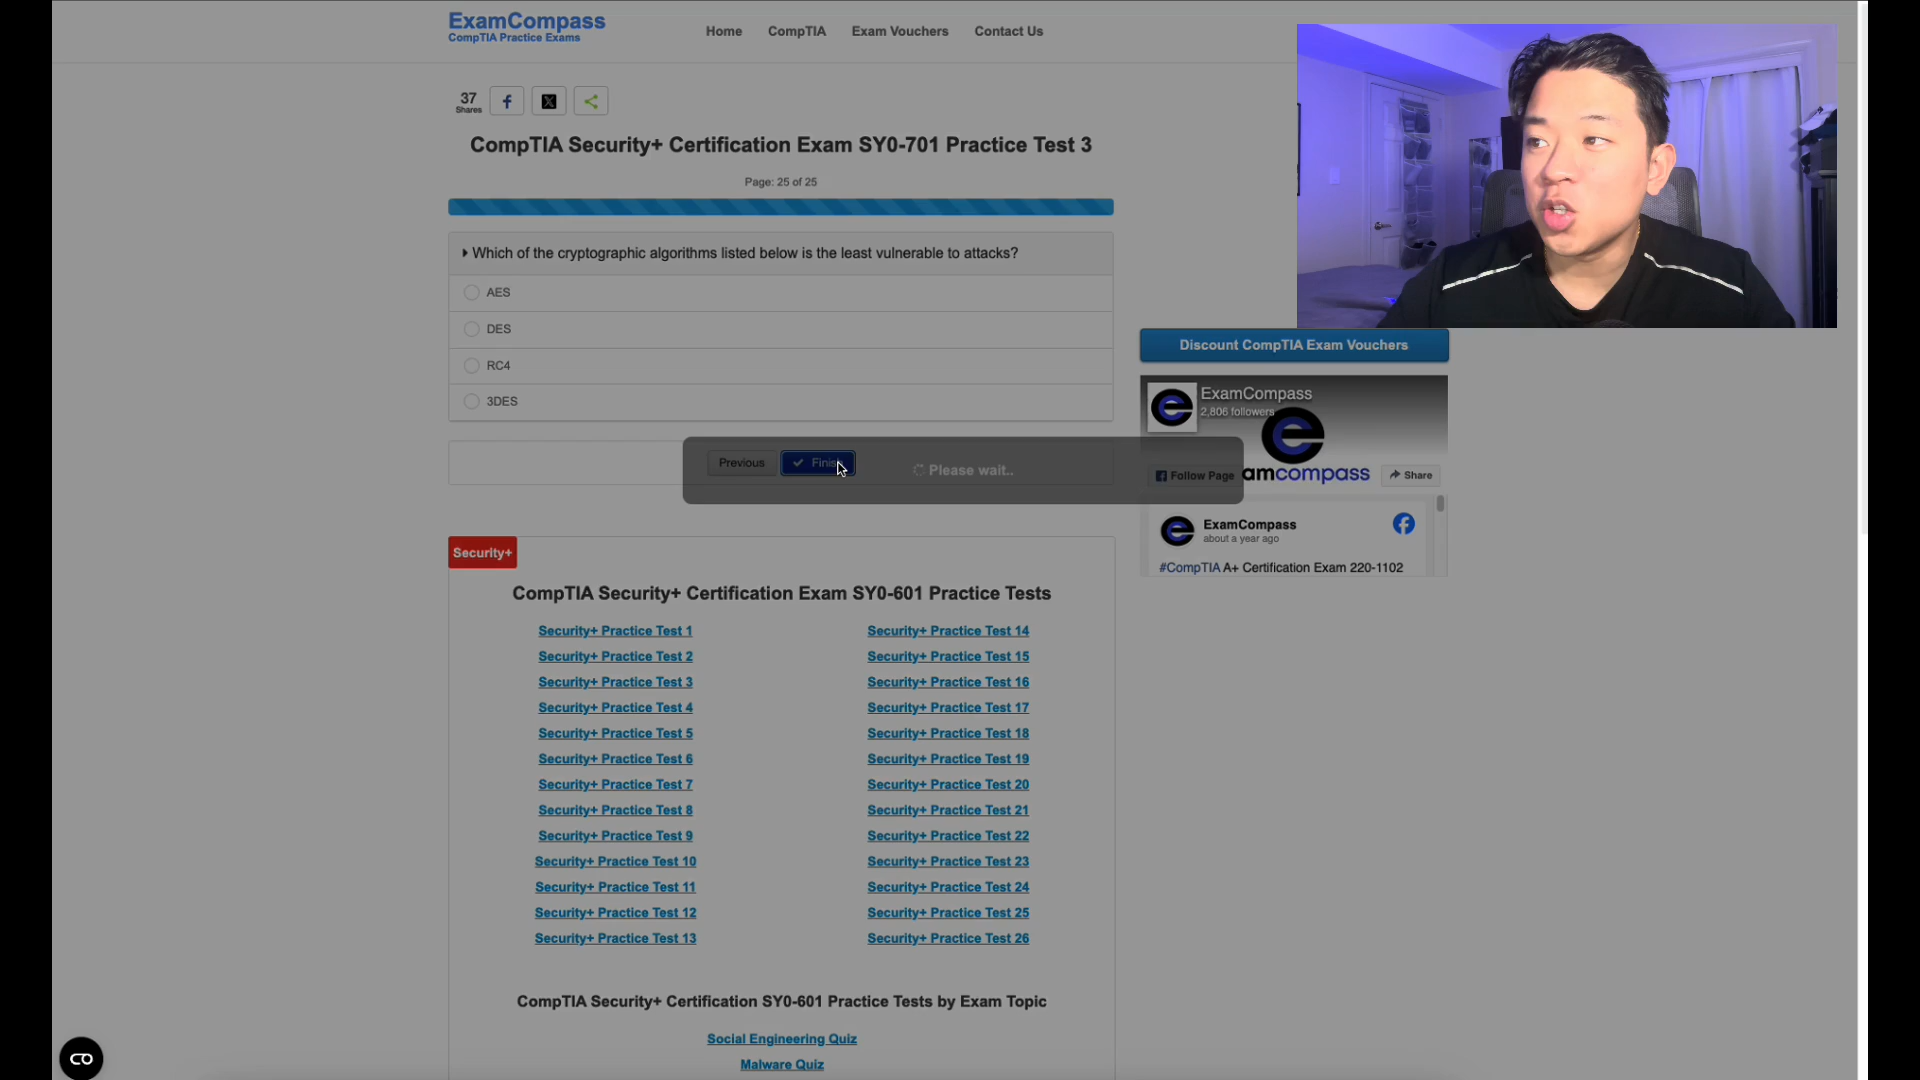 ExamCompass
CompTIA Practice Exams
Home
CompTIA
Exam Vouchers
Contact Us
37
Shares
CompTIA Security+ Certification Exam SY0-701 Practice Test 3
Page: 25 of 25
Which of the cryptographic algorithms listed below is the least vulnerable to attacks?
AES
DES
RC4
3DES
Previous
Finish
Please wait..
Discount CompTIA Exam Vouchers
ExamCompass
2,806 followers
Follow Page
amcompass
Share
ExamCompass
about a year ago
#CompTIA A+ Certification Exam 220-1102
Security+
CompTIA Security+ Certification Exam SY0-601 Practice Tests
Security+ Practice Test 1
Security+ Practice Test 2
Security+ Practice Test 3
Security+ Practice Test 4
Security+ Practice Test 5
Security+ Practice Test 6
Security+ Practice Test 7
Security+ Practice Test 8
Security+ Practice Test 9
Security+ Practice Test 10
Security+ Practice Test 11
Security+ Practice Test 12
Security+ Practice Test 13
Security+ Practice Test 14
Security+ Practice Test 15
Security+ Practice Test 16
Security+ Practice Test 17
Security+ Practice Test 18
Security+ Practice Test 19
Security+ Practice Test 20
Security+ Practice Test 21
Security+ Practice Test 22
Security+ Practice Test 23
Security+ Practice Test 24
Security+ Practice Test 25
Security+ Practice Test 26
CompTIA Security+ Certification SY0-601 Practice Tests by Exam Topic
Social Engineering Quiz
Malware Quiz